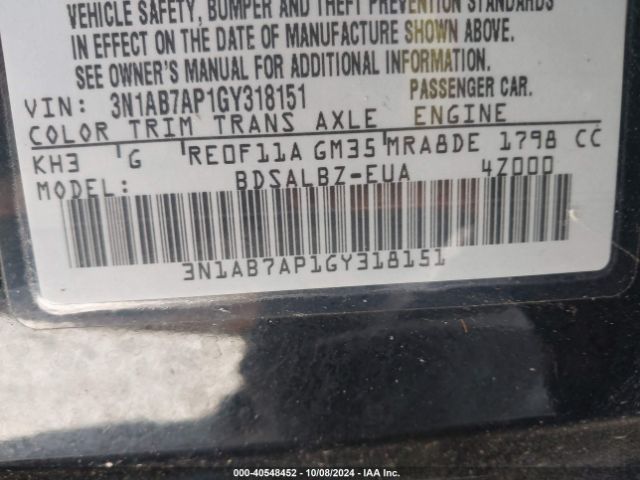 VEHICLE SAFETY, BUMPER AND THEFT PREVENTION STANDARDS
IN EFFECT ON THE DATE OF MANUFACTURE SHOWN ABOVE.
SEE OWNER'S MANUAL FOR ADDITIONAL INFORMATION.
VIN: 3N1AB7AP1GY318151 PASSENGER CAR.
COLOR TRIM TRANS AXLE ENGINE
KH3 G RE0F11A GM35 MRA8DE 1798 CC
MODEL BDSALBZ-EUA 4Z000
3N1AB7AP1GY318151
000-40548452 - 10/08/2024 - IAA Inc.